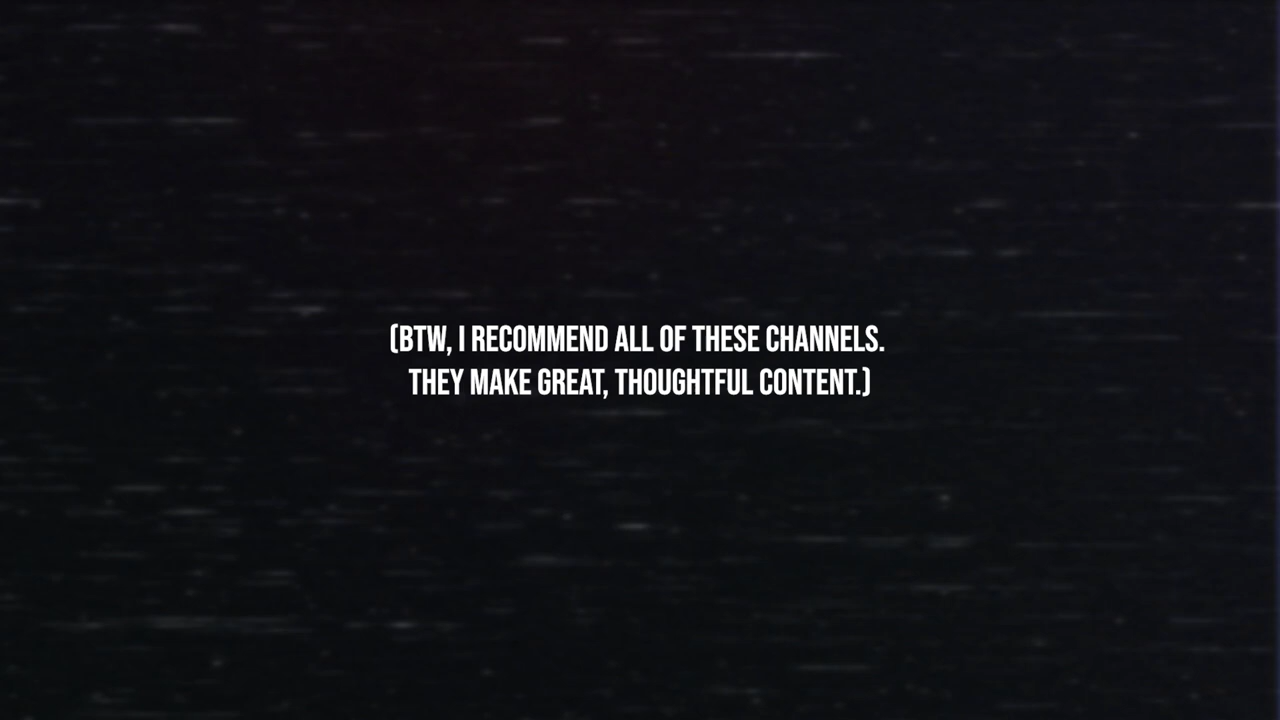 (BTW, I RECOMMEND ALL OF THESE CHANNELS.
THEY MAKE GREAT, THOUGHTFUL CONTENT.)